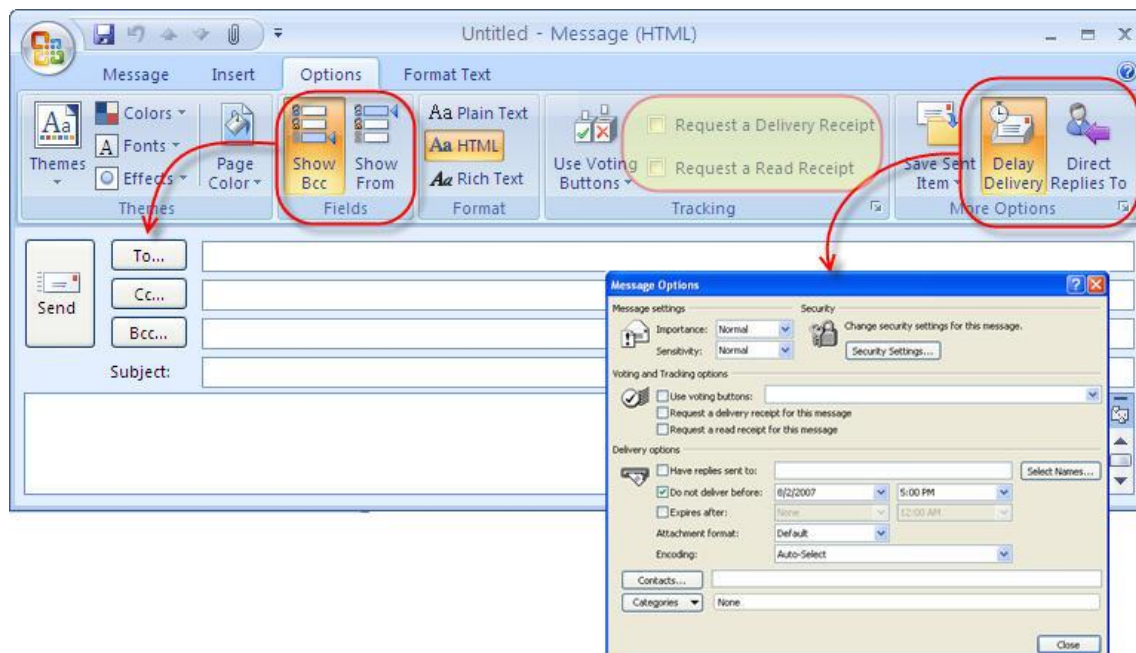 Untitled - Message (HTML)
Message Insert Options Format Text
Themes
Colors
Fonts
Effects
Page Color
Themes
Show Bcc
Show From
Fields
Aa Plain Text
Aa HTML
Aa Rich Text
Format
Use Voting Buttons
Request a Delivery Receipt
Request a Read Receipt
Tracking
Save Sent Item
Delay Delivery
Direct Replies To
More Options
Send
To...
Cc...
Bcc...
Subject:
Message Options
Message settings
Importance: Normal
Sensitivity: Normal
Security
Change security settings for this message.
Security Settings...
Voting and Tracking options
Use voting buttons:
Request a delivery receipt for this message
Request a read receipt for this message
Delivery options
Have replies sent to:
Select Names...
Do not deliver before: 8/2/2007 5:00 PM
Expires after: None 12:00 AM
Attachment format: Default
Encoding: Auto-Select
Contacts...
Categories None
Close